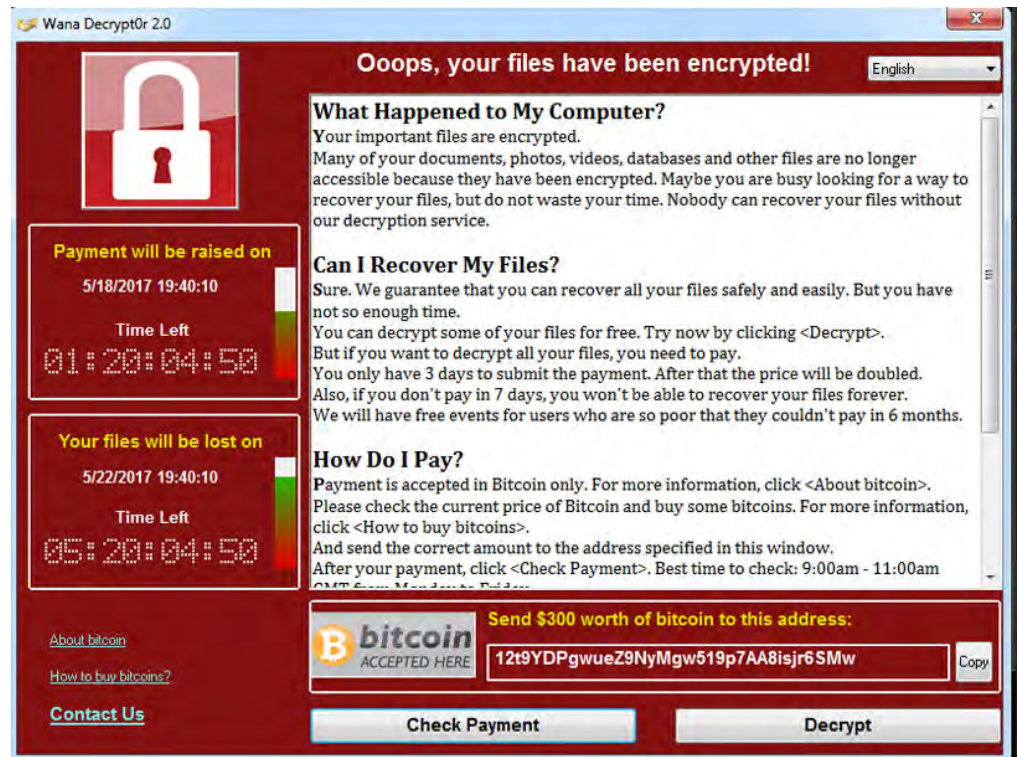 Wana Decrypt0r 2.0
Ooops, your files have been encrypted!
English
What Happened to My Computer?
Your important files are encrypted.
Many of your documents, photos, videos, databases and other files are no longer
accessible because they have been encrypted. Maybe you are busy looking for a way to
recover your files, but do not waste your time. Nobody can recover your files without
our decryption service.
Can I Recover My Files?
Sure. We guarantee that you can recover all your files safely and easily. But you have
not so enough time.
You can decrypt some of your files for free. Try now by clicking <Decrypt>.
But if you want to decrypt all your files, you need to pay.
You only have 3 days to submit the payment. After that the price will be doubled.
Also, if you don't pay in 7 days, you won't be able to recover your files forever.
We will have free events for users who are so poor that they couldn't pay in 6 months.
How Do I Pay?
Payment is accepted in Bitcoin only. For more information, click <About bitcoin>.
Please check the current price of Bitcoin and buy some bitcoins. For more information,
click <How to buy bitcoins>.
And send the correct amount to the address specified in this window.
After your payment, click <Check Payment>. Best time to check: 9:00am - 11:00am
GMT from Monday to Friday
Payment will be raised on
5/18/2017 19:40:10
Time Left
01:20:04:50
Your files will be lost on
5/22/2017 19:40:10
Time Left
05:20:04:50
About bitcoin
How to buy bitcoins?
Contact Us
bitcoin
ACCEPTED HERE
Send $300 worth of bitcoin to this address:
12t9YDPgwueZ9NyMgw519p7AA8isjr6SMw
Copy
Check Payment
Decrypt